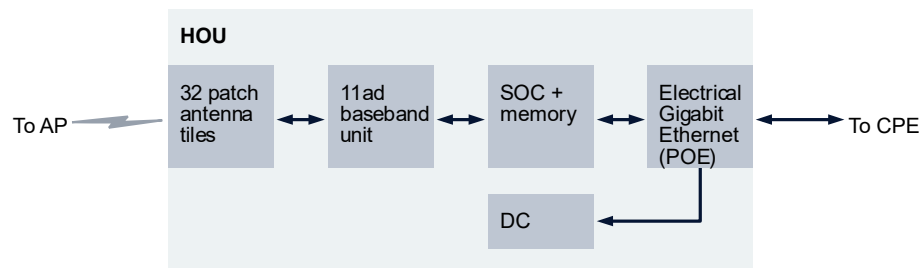 HOU
To AP
32 patch
antenna
tiles
11ad
baseband
unit
SOC +
memory
Electrical
Gigabit
Ethernet
(POE)
To CPE
DC